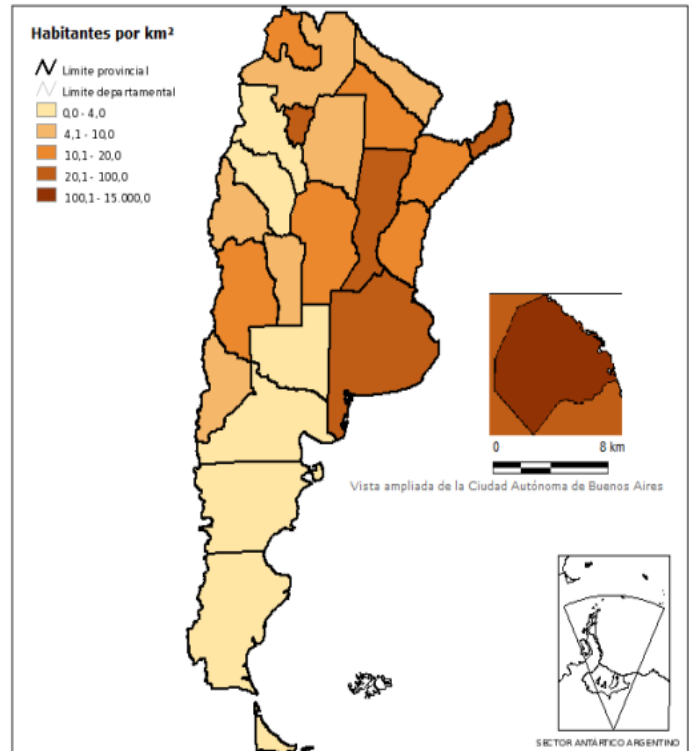 Habitantes por km²
Límite provincial
Límite departamental
0,0 - 4,0
4,1 - 10,0
10,1 - 20,0
20,1 - 100,0
100,1 - 15.000,0
0 8 km
Vista ampliada de la Ciudad Autónoma de Buenos Aires
SECTOR ANTÁRTICO ARGENTINO